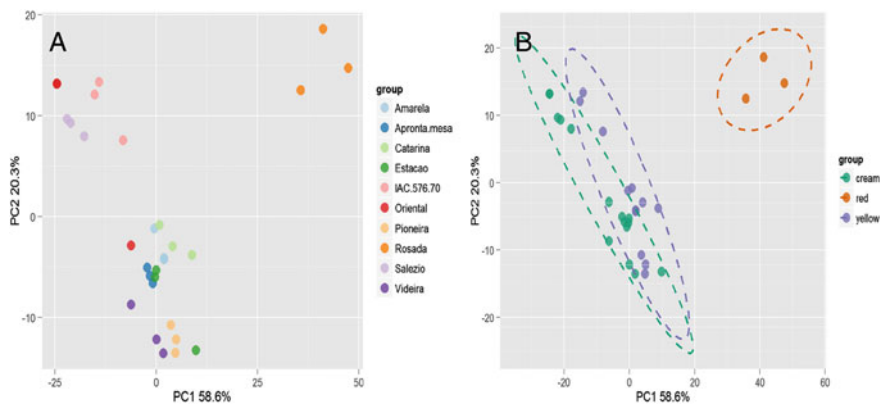 A
20
10
0
-10
PC2 20.3%
-25
0
25
50
PC1 58.6%
group
Amarela
Apronta.mesa
Catarina
Estacao
IAC.576.70
Oriental
Pioneira
Rosada
Salezio
Videira
B
20
10
0
-10
-20
PC2 20.3%
-20
0
20
40
60
PC1 58.6%
group
cream
red
yellow